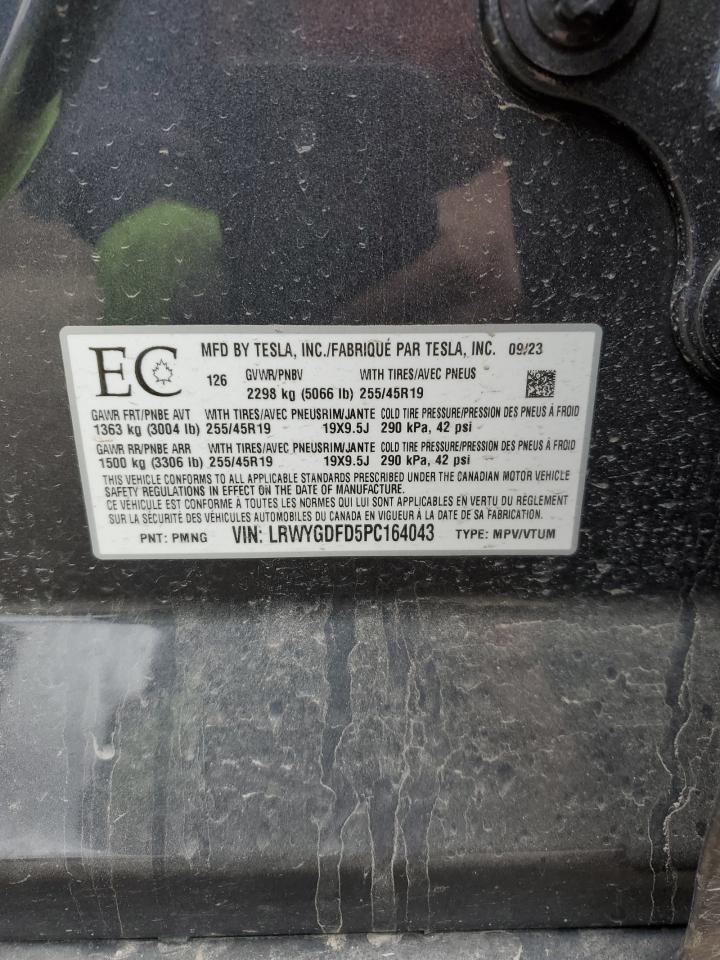 EC MFD BY TESLA, INC./FABRIQUÉ PAR TESLA, INC. 09/23
126 GVWR/PNBV WITH TIRES/AVEC PNEUS
2298 kg (5066 lb) 255/45R19
GAWR FRT/PNBE AVT WITH TIRES/AVEC PNEUS RIM/JANTE COLD TIRE PRESSURE/PRESSION DES PNEUS À FROID
1363 kg (3004 lb) 255/45R19 19X9.5J 290 kPa, 42 psi
GAWR RR/PNBE ARR WITH TIRES/AVEC PNEUS RIM/JANTE COLD TIRE PRESSURE/PRESSION DES PNEUS À FROID
1500 kg (3306 lb) 255/45R19 19X9.5J 290 kPa, 42 psi
THIS VEHICLE CONFORMS TO ALL APPLICABLE STANDARDS PRESCRIBED UNDER THE CANADIAN MOTOR VEHICLE
SAFETY REGULATIONS IN EFFECT ON THE DATE OF MANUFACTURE.
CE VÉHICULE EST CONFORME À TOUTES LES NORMES QUI LUI SONT APPLICABLES EN VERTU DU RÈGLEMENT
SUR LA SÉCURITÉ DES VÉHICULES AUTOMOBILES DU CANADA EN VIGUEUR À LA DATE DE SA FABRICATION.
PNT: PMNG VIN: LRWYGDFD5PC164043 TYPE: MPV/VTUM